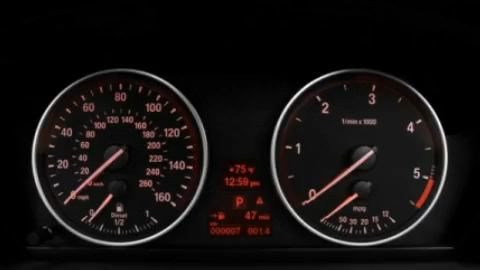 0 20 40 60 80 100 120 140 160
mph
20 40 60 80 100 120 140 160 180 200 220 240 260
km/h
0 1/2 1
Diesel
+75°F
12:59 pm
P
47 min
000007 001.4
0 1 2 3 4 5
1/min x 1000
mpg
50 30 20 15 12